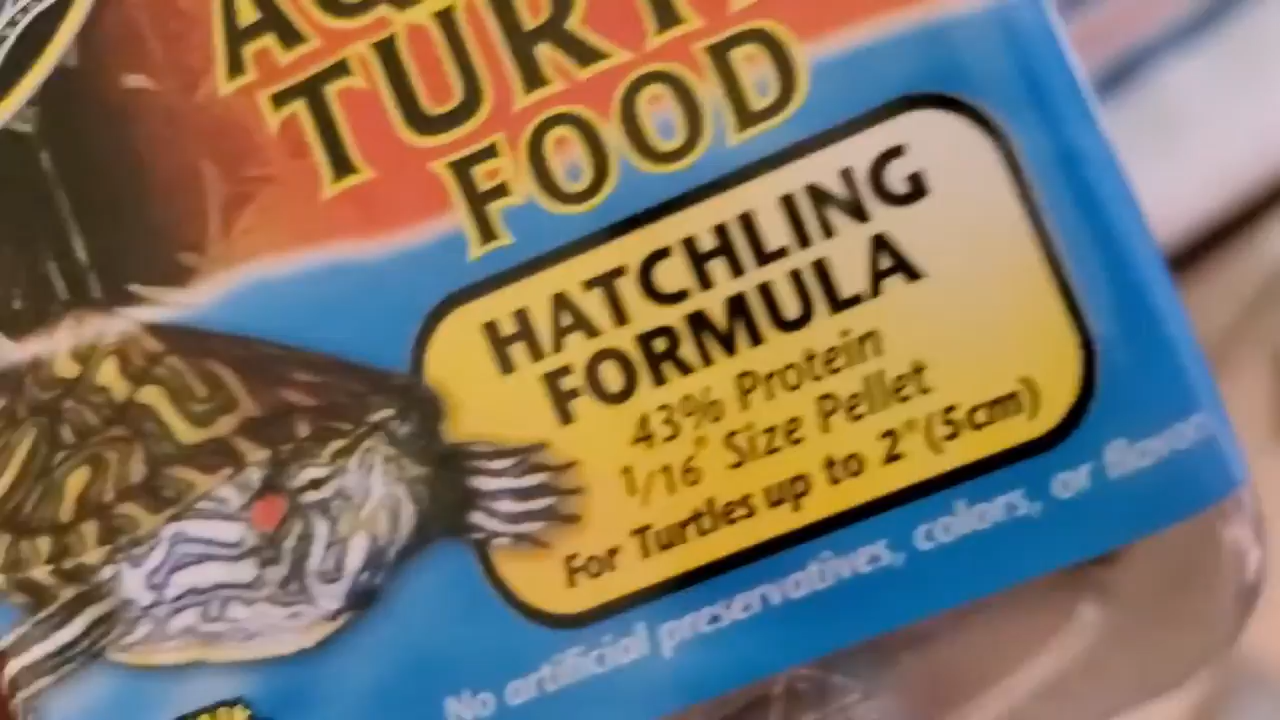 TURT
FOOD
HATCHLING
FORMULA
43% Protein
1/16" Size Pellet
For Turtles up to 2" (5cm)
No artificial preservatives, colors, or flavors